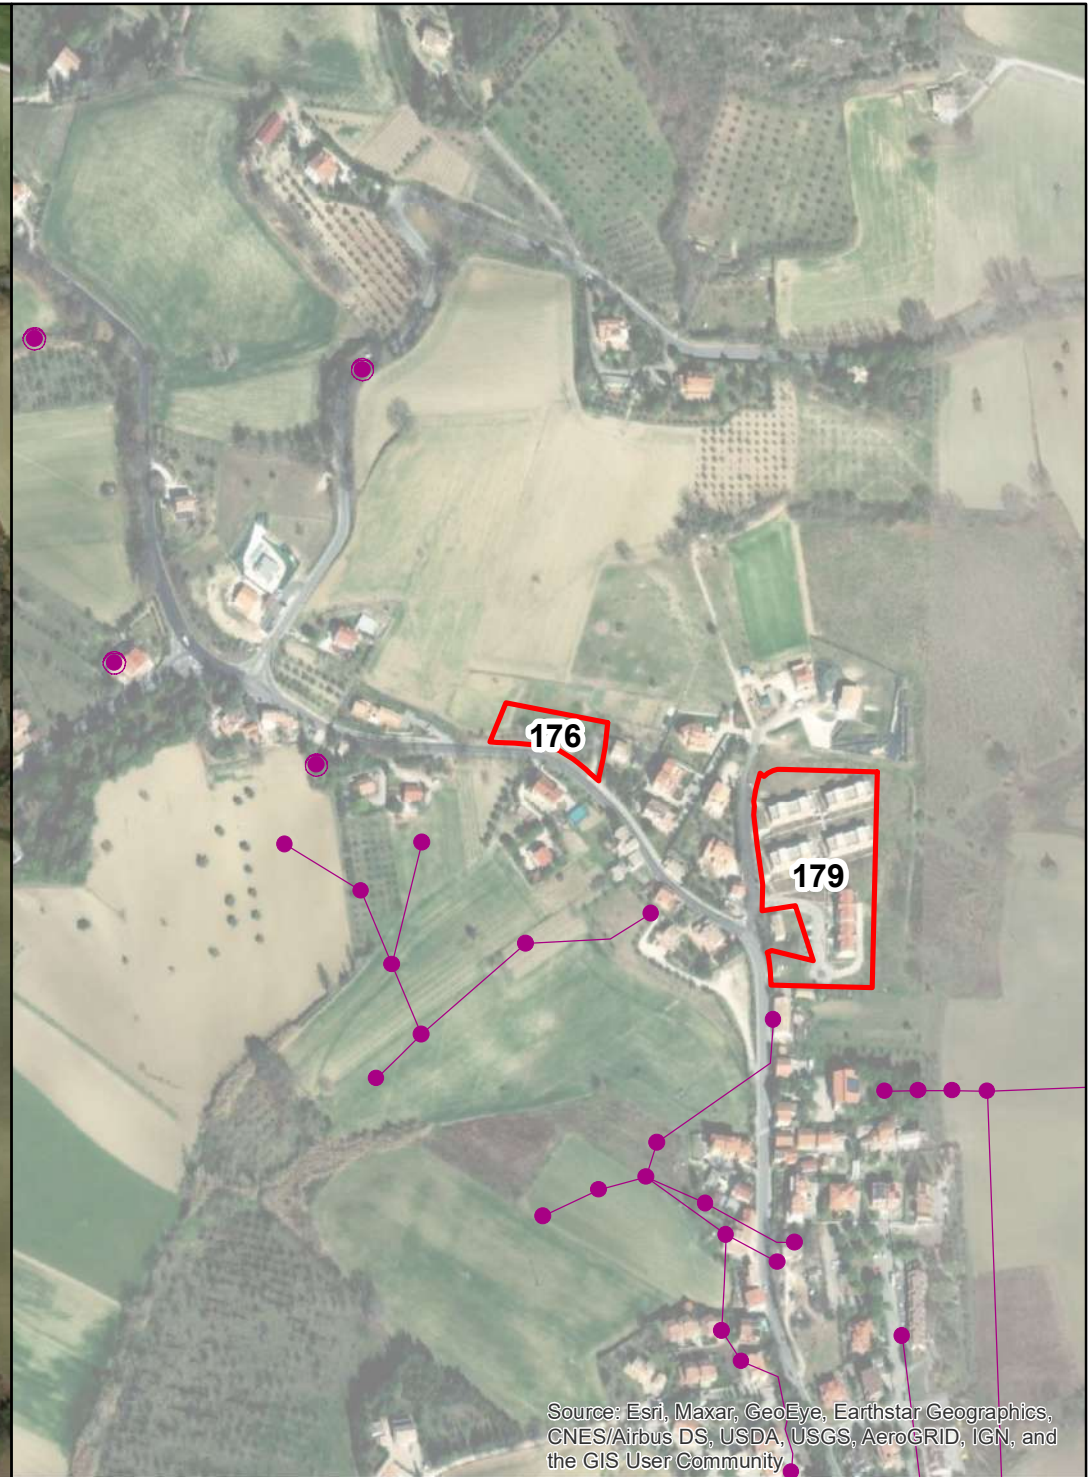 176
179
Source: Esri, Maxar, GeoEye, Earthstar Geographics,
CNES/Airbus DS, USDA, USGS, AeroGRID, IGN, and
the GIS User Community